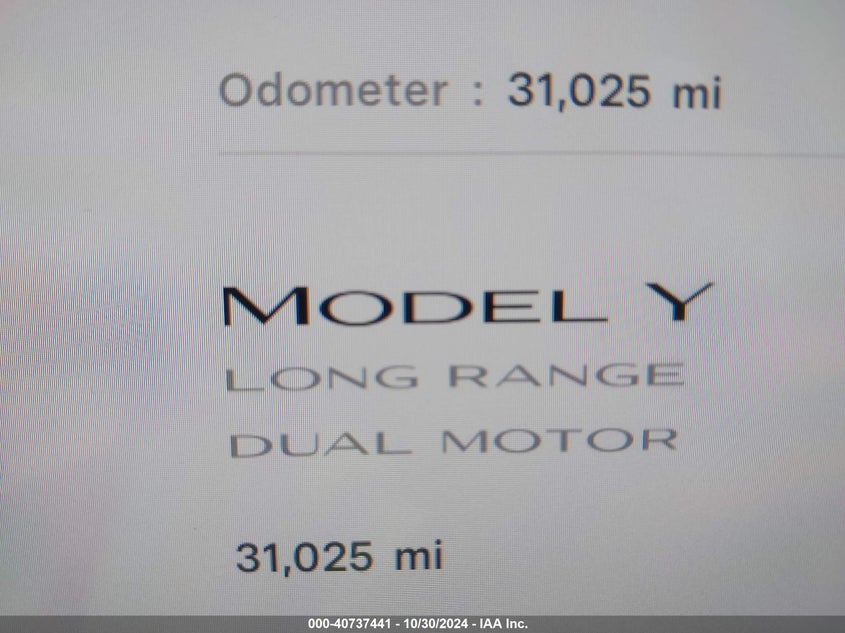 Odometer : 31,025 mi
MODEL Y
LONG RANGE
DUAL MOTOR
31,025 mi
000-40737441 - 10/30/2024 - IAA Inc.